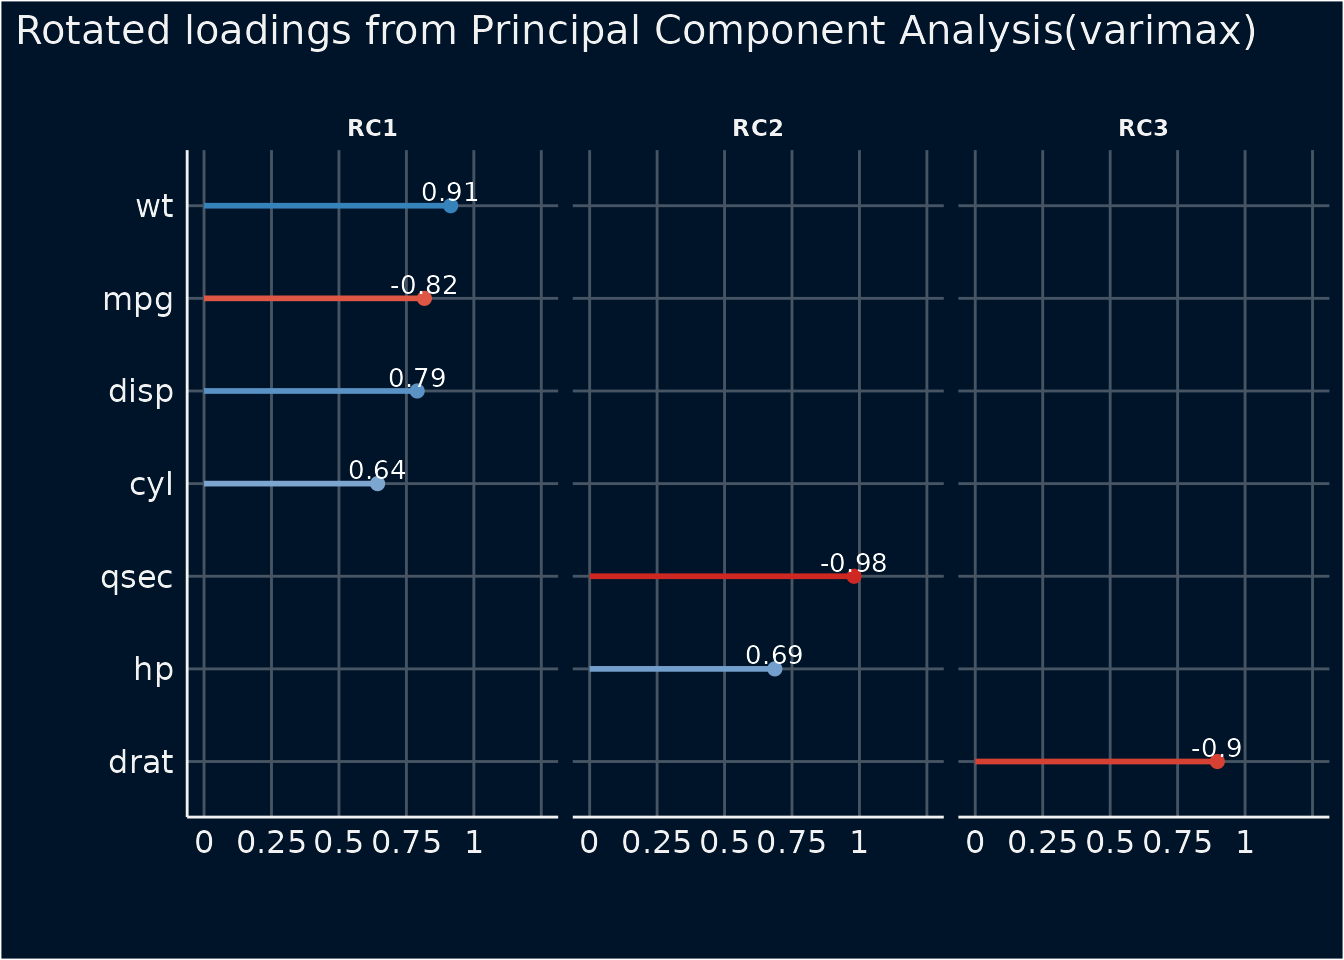 Rotated loadings from Principal Component Analysis(varimax)
RC1 RC2 RC3
wt 0.91
mpg -0.82
disp 0.79
cyl 0.64
qsec -0.98
hp 0.69
drat -0.9
0 0.25 0.5 0.75 1 0 0.25 0.5 0.75 1 0 0.25 0.5 0.75 1